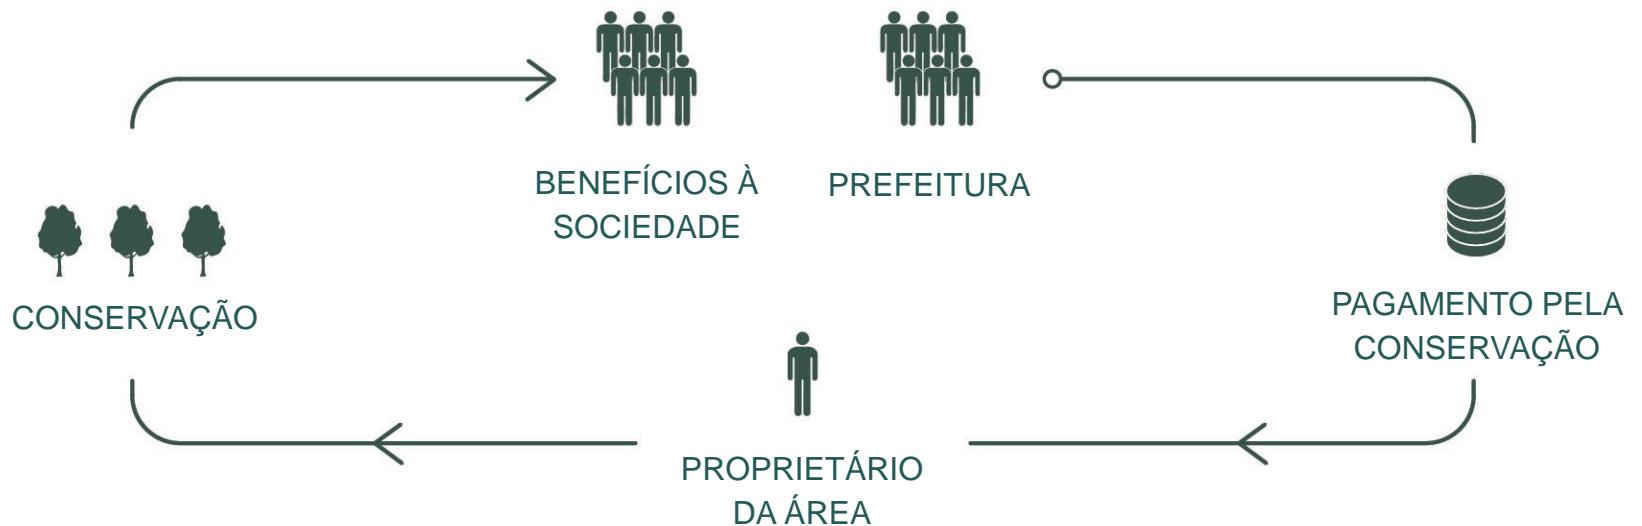 BENEFÍCIOS À
SOCIEDADE
PREFEITURA
CONSERVAÇÃO
PAGAMENTO PELA
CONSERVAÇÃO
PROPRIETÁRIO
DA ÁREA